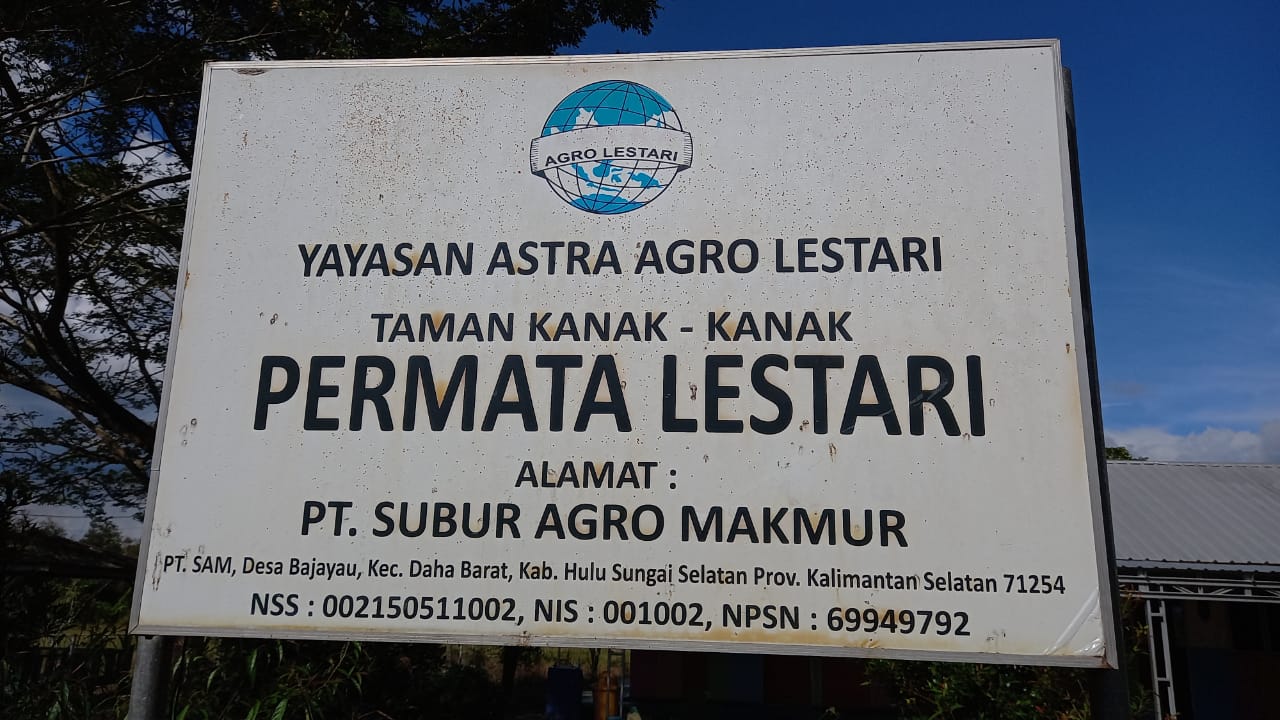 AGRO LESTARI
YAYASAN ASTRA AGRO LESTARI
TAMAN KANAK - KANAK
PERMATA LESTARI
ALAMAT :
PT. SUBUR AGRO MAKMUR
PT. SAM, Desa Bajayau, Kec. Daha Barat, Kab. Hulu Sungai Selatan Prov. Kalimantan Selatan 71254
NSS : 002150511002, NIS : 001002, NPSN : 69949792